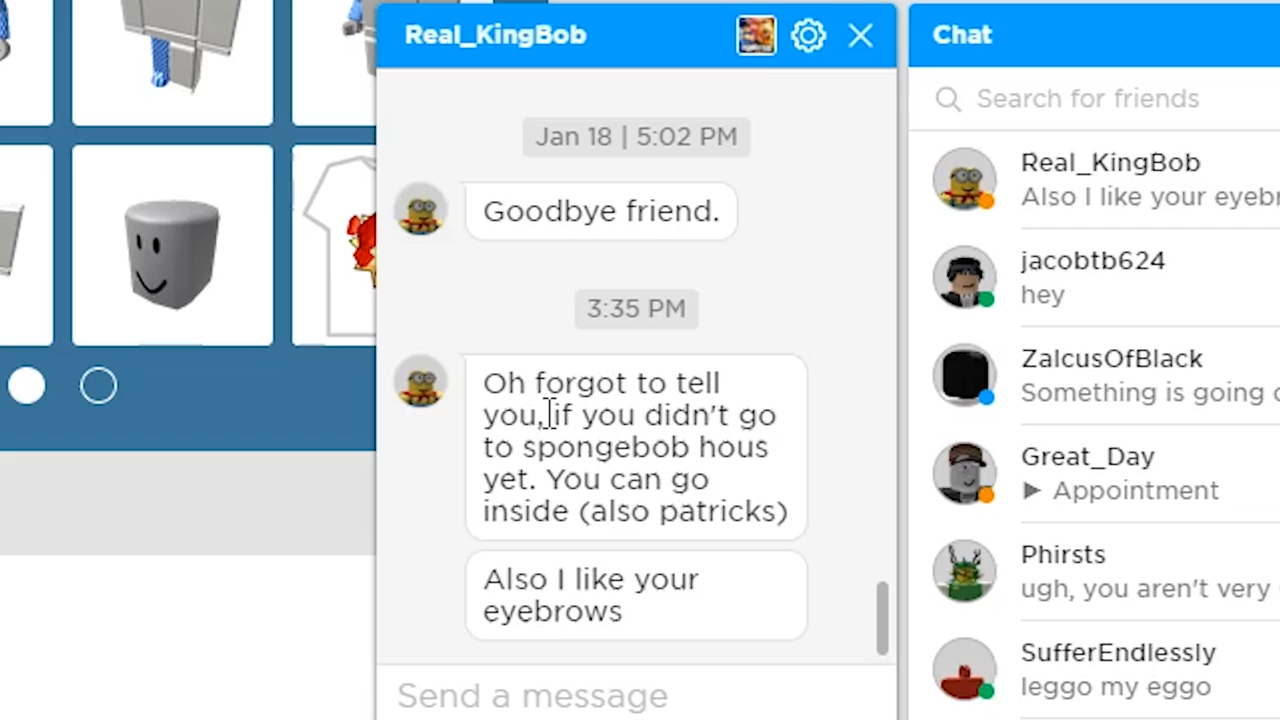 Real_KingBob
Jan 18 | 5:02 PM
Goodbye friend.
3:35 PM
Oh forgot to tell
you, if you didn't go
to spongebob hous
yet. You can go
inside (also patricks)
Also I like your
eyebrows
Send a message
Chat
Search for friends
Real_KingBob
Also I like your eyebr
jacobtb624
hey
ZalcusOfBlack
Something is going
Great_Day
▶ Appointment
Phirsts
ugh, you aren't very
SufferEndlessly
leggo my eggo